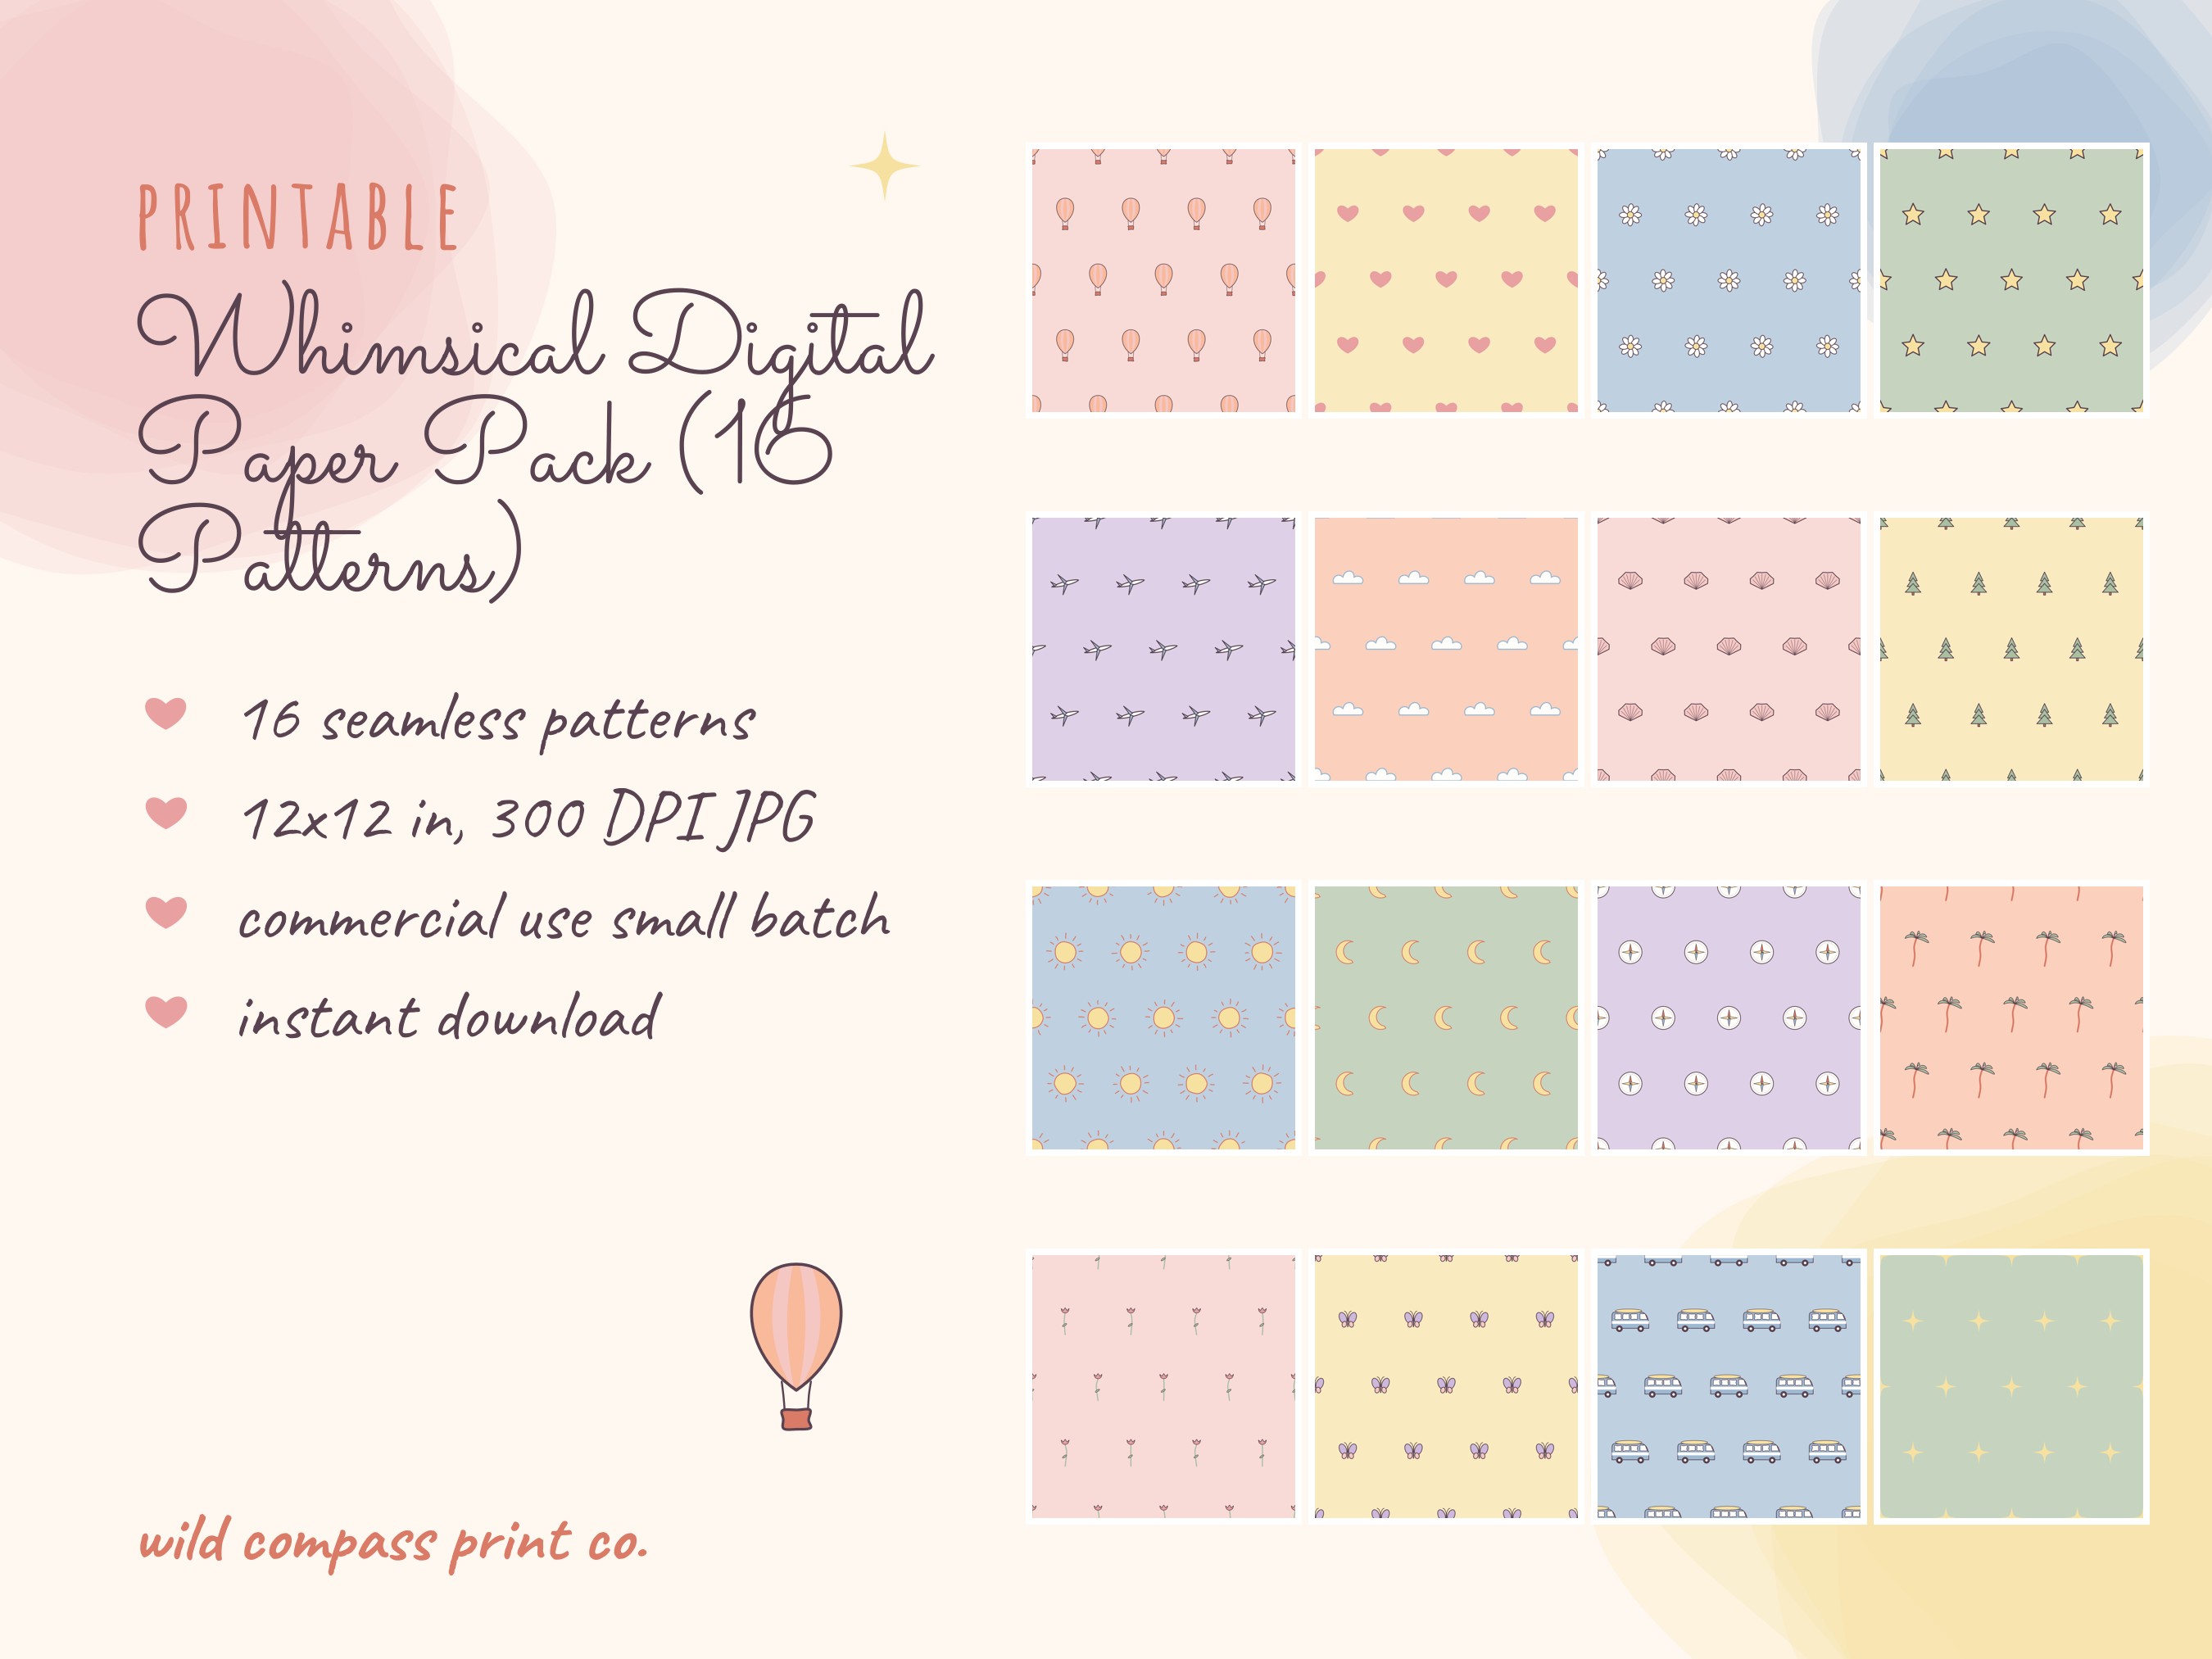 PRINTABLE
Whimsical Digital
Paper Pack (16
Patterns)
16 seamless patterns
12x12 in, 300 DPI JPG
commercial use small batch
instant download
wild compass print co.